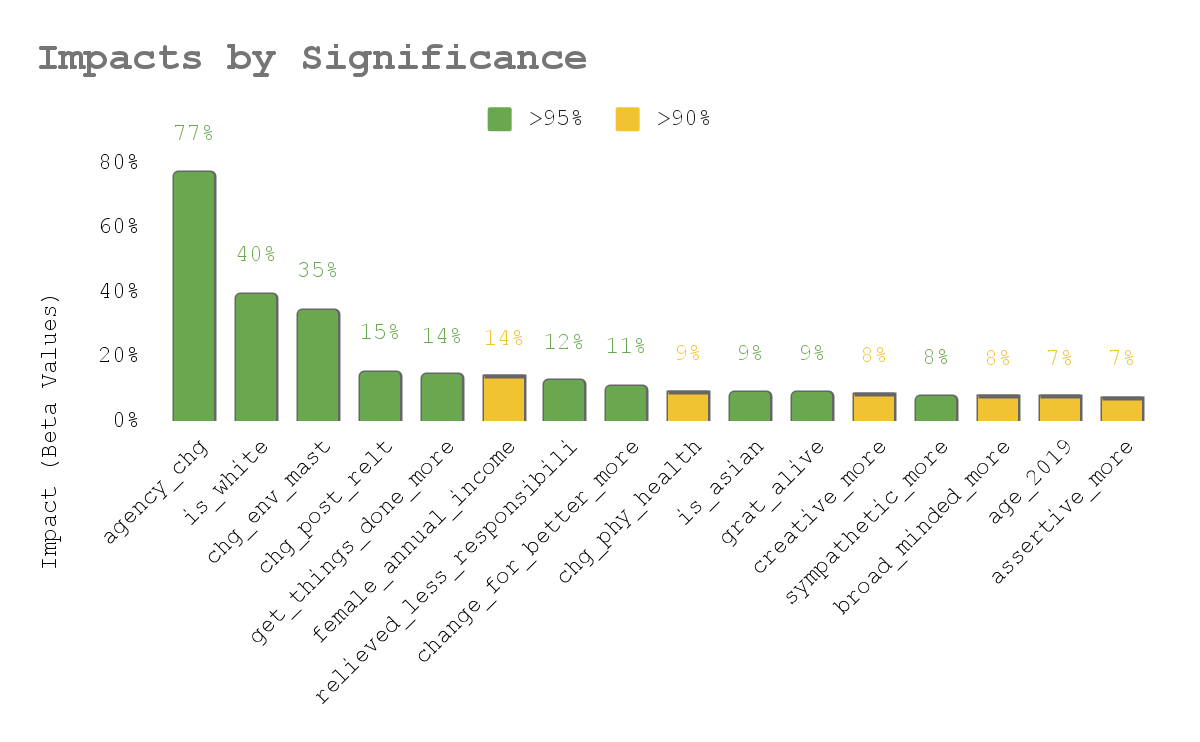 Impacts by Significance
>95% >90%
77%
40%
35%
15%
14%
14%
12%
11%
9%
9%
9%
8%
8%
8%
7%
7%
80%
60%
40%
20%
0%
Impact (Beta Values)
agency_chg
is_white
chg_env_mast
chg_post_relt
get_things_done_more
female_annual_income
relieved_less_responsibili
change_for_better_more
chg_phy_health
is_asian
grat_alive
creative_more
sympathetic_more
broad_minded_more
age_2019
assertive_more